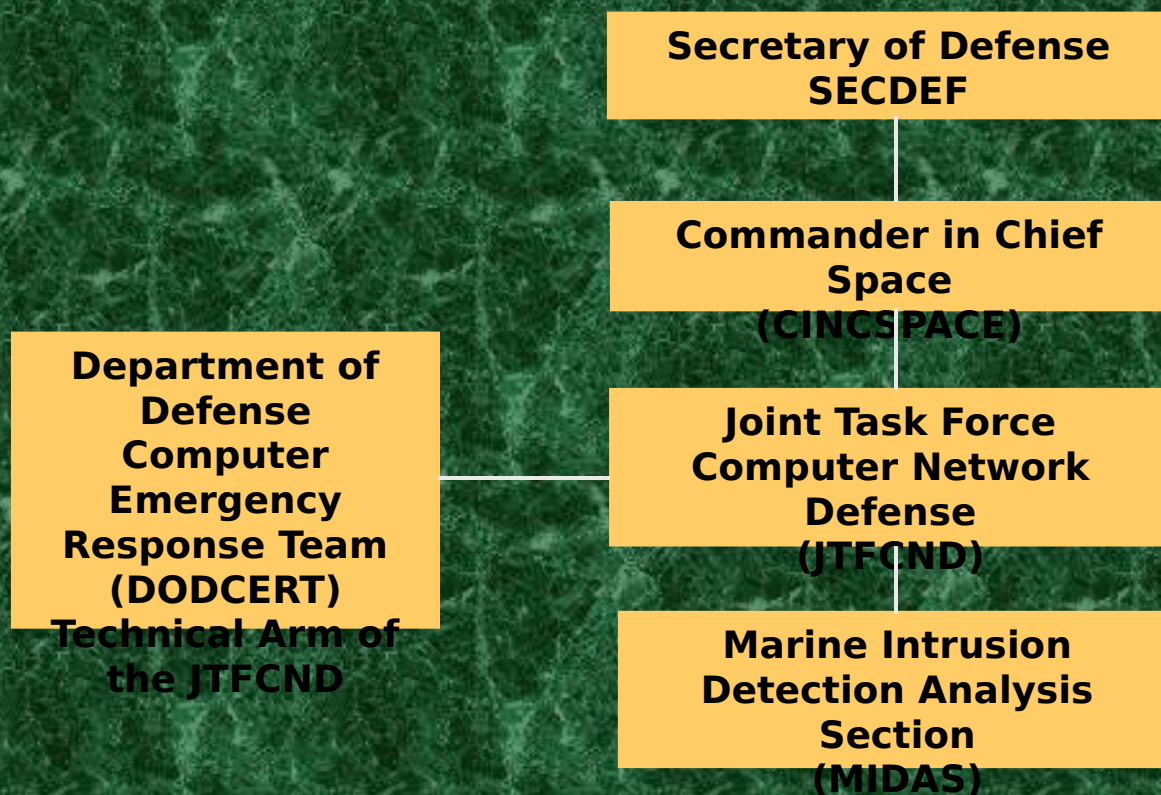 Secretary of Defense
SECDEF
Commander in Chief
Space
(CINCSPACE)
Department of
Defense
Computer
Emergency
Response Team
(DODCERT)
Technical Arm of
the JTFCND
Joint Task Force
Computer Network
Defense
(JTFCND)
Marine Intrusion
Detection Analysis
Section
(MIDAS)